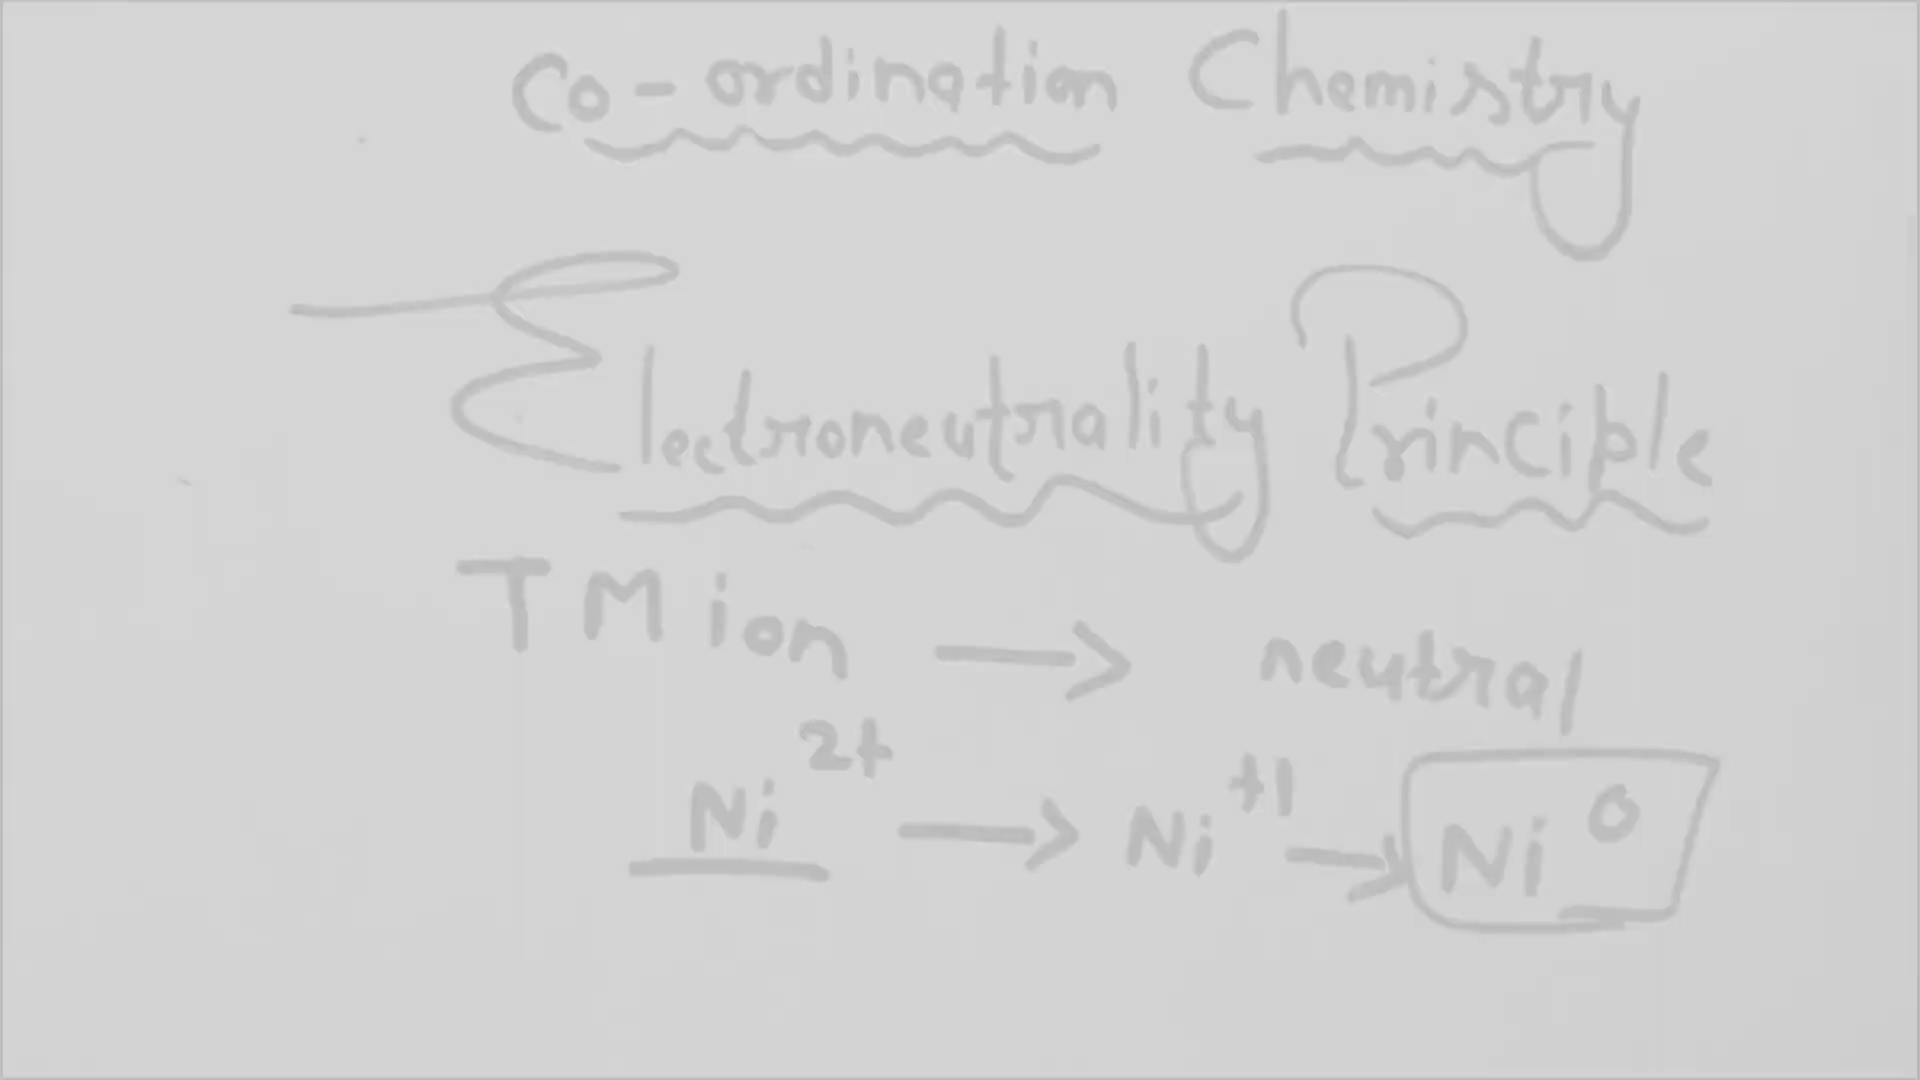 Co-ordination Chemistry
Electroneutrality Principle
TM ion → neutral
Ni²⁺ → Ni⁺¹ → Ni⁰